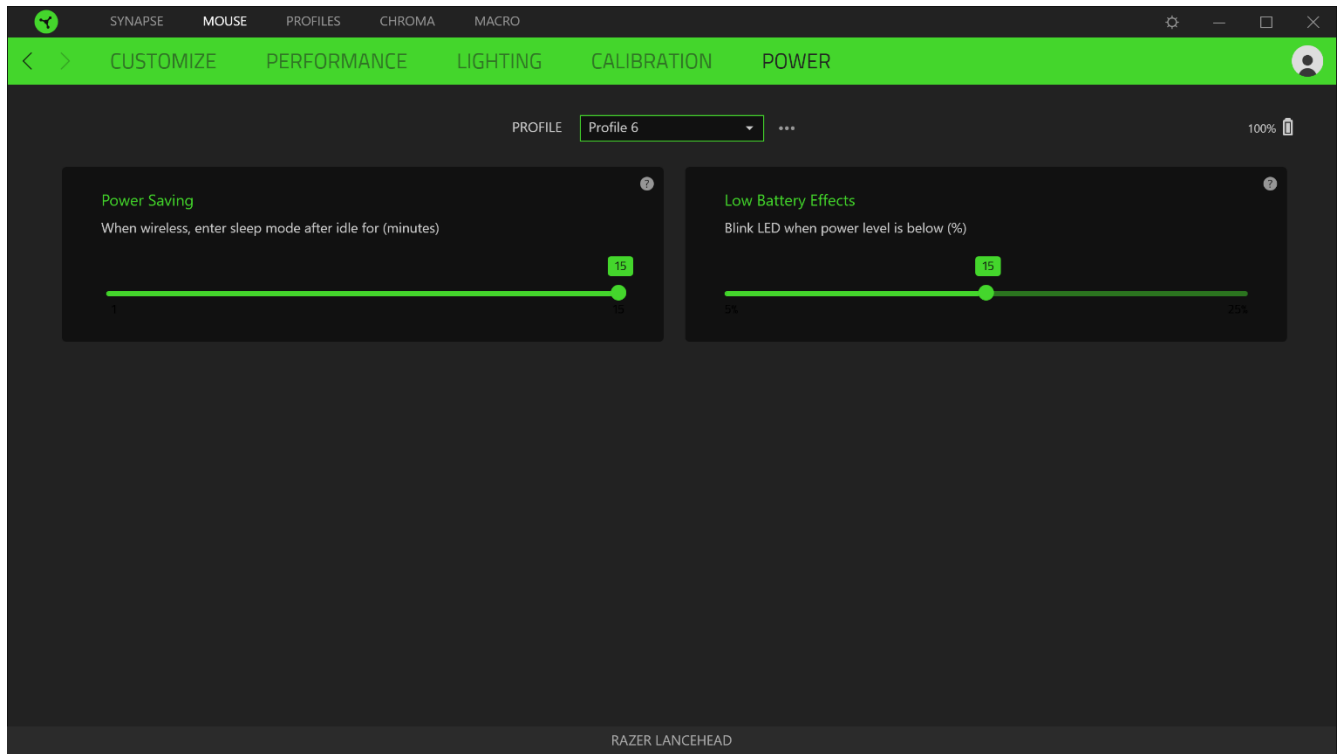 SYNAPSE MOUSE PROFILES CHROMA MACRO
CUSTOMIZE PERFORMANCE LIGHTING CALIBRATION POWER
PROFILE Profile 6 100%
Power Saving
When wireless, enter sleep mode after idle for (minutes)
15
1 15
Low Battery Effects
Blink LED when power level is below (%)
15
5% 25%
RAZER LANCEHEAD